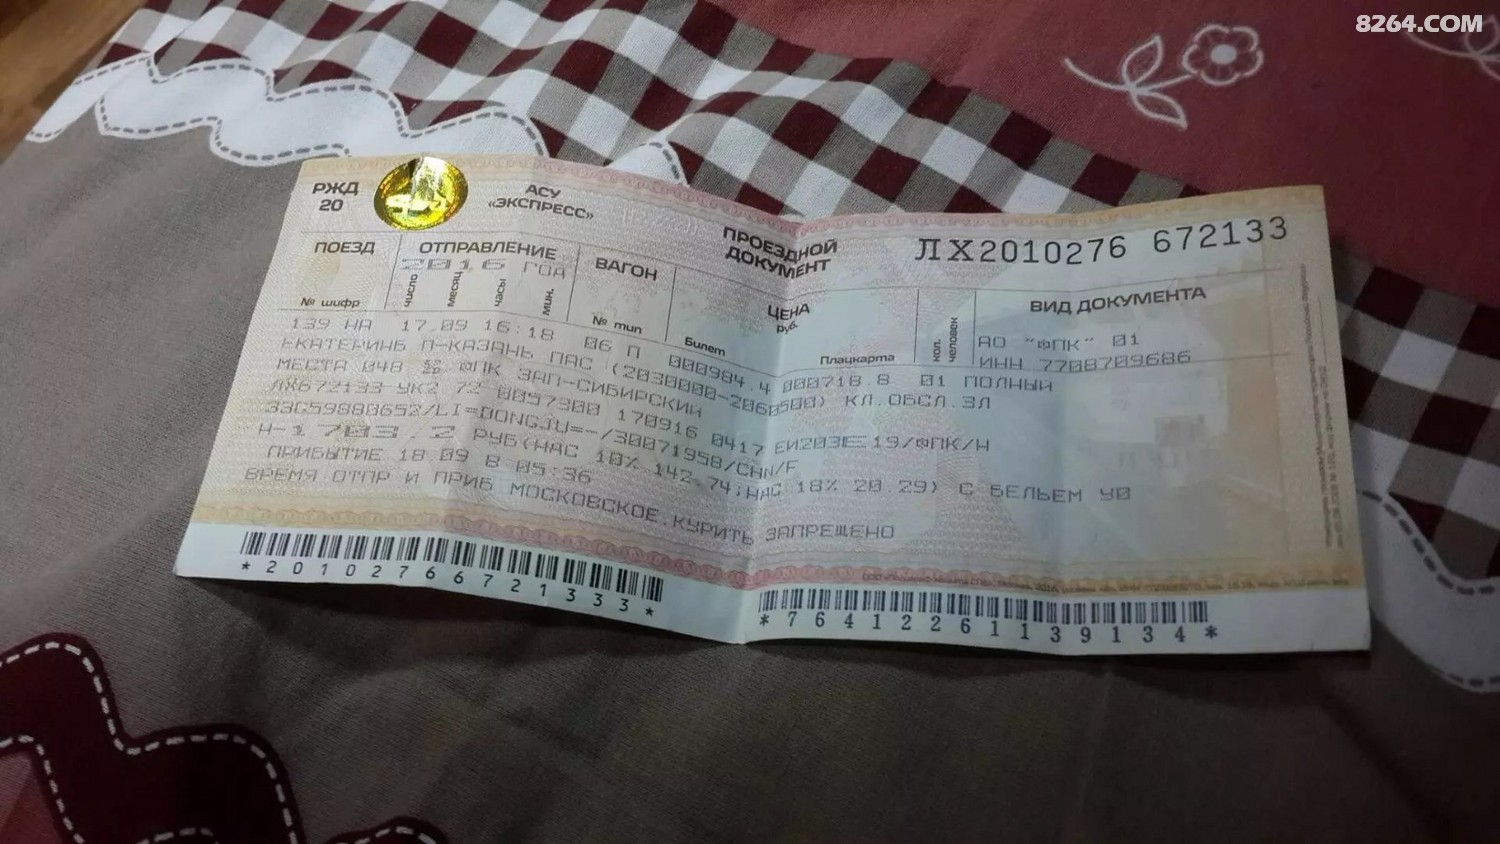 8264.COM
РЖД
20
АСУ
«ЭКСПРЕСС»
ПРОЕЗДНОЙ
ДОКУМЕНТ
ЛХ2010276 672133
ПОЕЗД
ОТПРАВЛЕНИЕ
ВАГОН
ЦЕНА
руб.
ВИД ДОКУМЕНТА
2016 ГОД
№ шифр
число
месяц
часы
мин.
№ тип
Билет
Плацкарта
кол.
человек
139 НА 17.09 16:18 06 П 000984.4 000718.8 01 ПОЛНЫЙ
АО "ФПК" 01
ИНН 7708709686
ЕКАТЕРИНБ П-КАЗАНЬ ПАС (2030000-2060500) КЛ.ОБСЛ.3Л
МЕСТА 048 ФПК ЗАП-СИБИРСКИЙ
ЛХ672133 УК2 72 0057300 170916 0417 ЕИ203Е19/ФПК/Н
ЗЗG59880652/LI=DONGJU=-/30071958/CHN/F
Н-1703.2 РУБ(НДС 10% 142.74;НДС 18% 20.29) С БЕЛЬЕМ У0
ПРИБЫТИЕ 18.09 В 05:36
ВРЕМЯ ОТПР И ПРИБ МОСКОВСКОЕ.КУРИТЬ ЗАПРЕЩЕНО
*20102766721333*
*76412261139134*